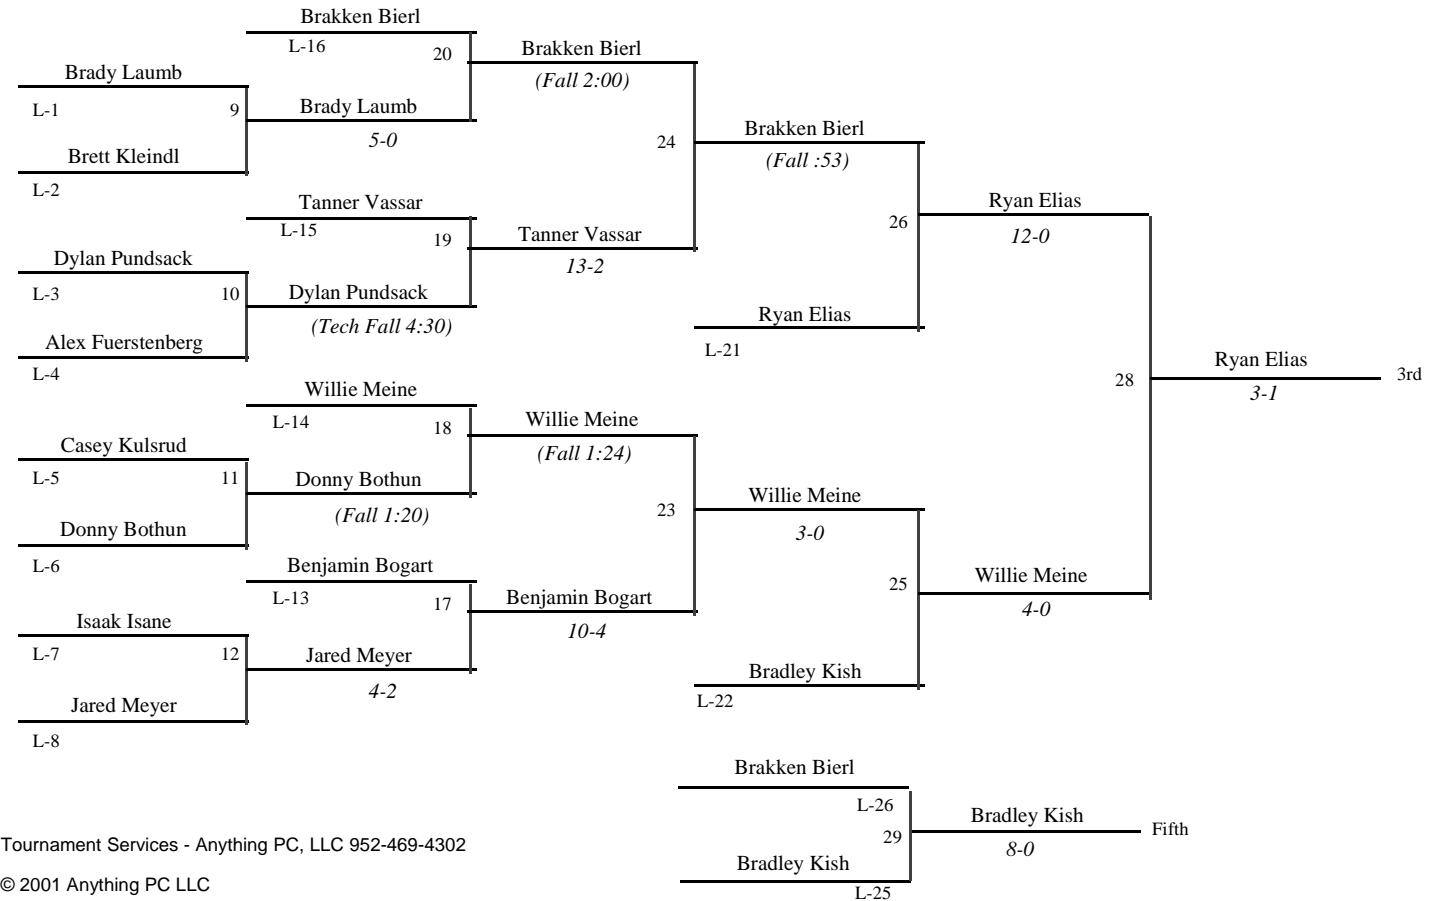 Brakken Bierl
L-16
20
Brakken Bierl
(Fall 2:00)
Brady Laumb
L-1
9
Brady Laumb
5-0
Brett Kleindl
L-2
24
Brakken Bierl
(Fall :53)
Tanner Vassar
L-15
19
Tanner Vassar
13-2
26
Ryan Elias
12-0
Dylan Pundsack
L-3
10
Dylan Pundsack
(Tech Fall 4:30)
Alex Fuerstenberg
L-4
Ryan Elias
L-21
28
Ryan Elias
3-1
3rd
Willie Meine
L-14
18
Willie Meine
(Fall 1:24)
Casey Kulsrud
L-5
11
Donny Bothun
(Fall 1:20)
Donny Bothun
L-6
23
Willie Meine
3-0
Benjamin Bogart
L-13
17
Benjamin Bogart
10-4
25
Willie Meine
4-0
Isaak Isane
L-7
12
Jared Meyer
4-2
Jared Meyer
L-8
Bradley Kish
L-22
Brakken Bierl
L-26
29
Bradley Kish
8-0
Fifth
Bradley Kish
L-25
Tournament Services - Anything PC, LLC 952-469-4302
© 2001 Anything PC LLC